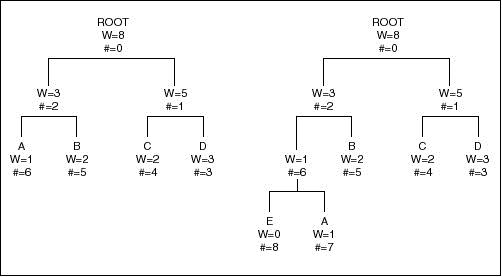 ROOT ROOT
W=8 W=8
#=0 #=0
W=3 W=5 W=3 W=5
#=2 #=1 #=2 #=1
A B C D B C D
W=1 W=2 W=2 W=3 W=1 W=2 W=2 W=3
#=6 #=5 #=4 #=3 #=6 #=5 #=4 #=3
E A
W=0 W=1
#=8 #=7